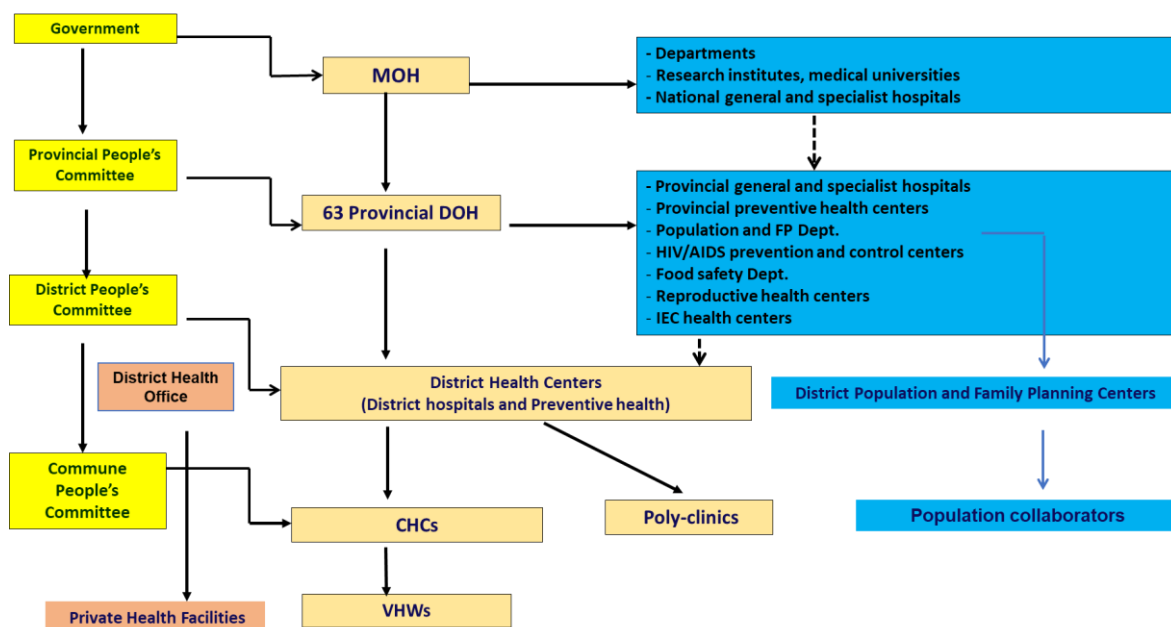 Government
MOH
- Departments
- Research institutes, medical universities
- National general and specialist hospitals
Provincial People's
Committee
63 Provincial DOH
- Provincial general and specialist hospitals
- Provincial preventive health centers
- Population and FP Dept.
- HIV/AIDS prevention and control centers
- Food safety Dept.
- Reproductive health centers
- IEC health centers
District People's
Committee
District Health
Office
District Health Centers
(District hospitals and Preventive health)
District Population and Family Planning Centers
Commune
People's
Committee
CHCs
Poly-clinics
Population collaborators
Private Health Facilities
VHWs